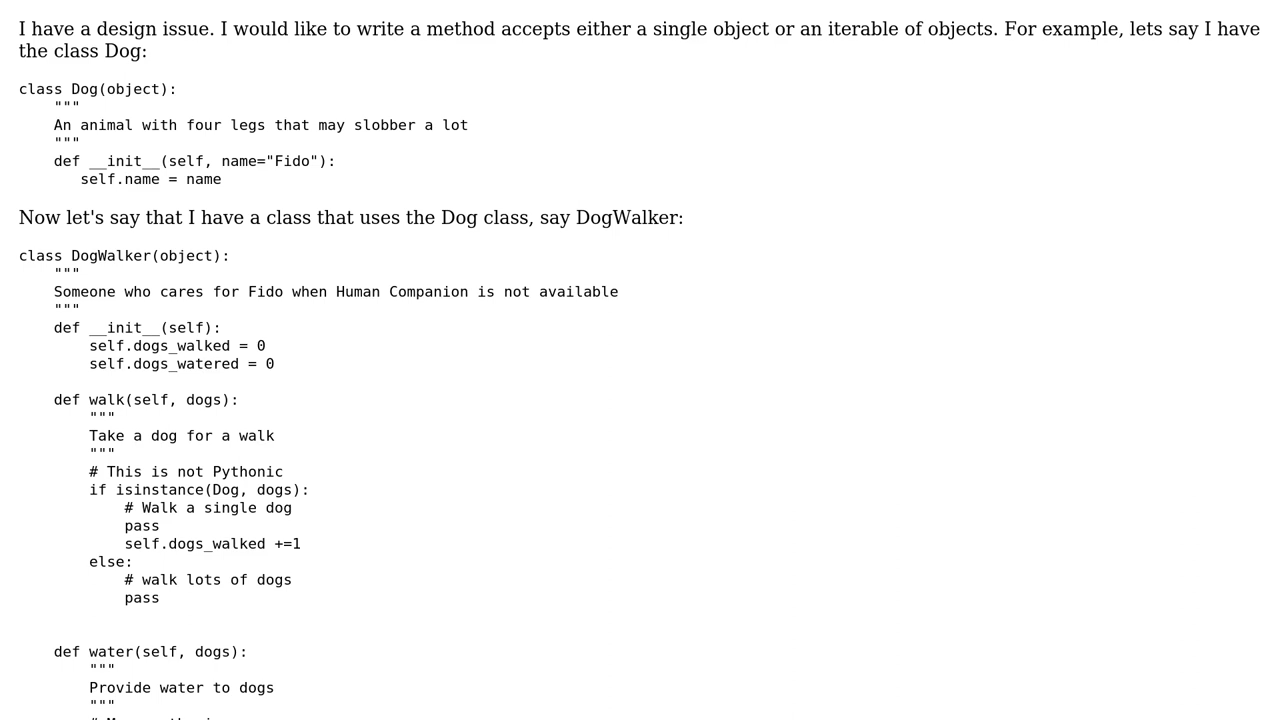 I have a design issue. I would like to write a method accepts either a single object or an iterable of objects. For example, lets say I have
the class Dog:
class Dog(object):
    """
    An animal with four legs that may slobber a lot
    """
    def __init__(self, name="Fido"):
       self.name = name
Now let's say that I have a class that uses the Dog class, say DogWalker:
class DogWalker(object):
    """
    Someone who cares for Fido when Human Companion is not available
    """
    def __init__(self):
        self.dogs_walked = 0
        self.dogs_watered = 0
    def walk(self, dogs):
        """
        Take a dog for a walk
        """
        # This is not Pythonic
        if isinstance(Dog, dogs):
            # Walk a single dog
            pass
            self.dogs_walked +=1
        else:
            # walk lots of dogs
            pass
    def water(self, dogs):
        """
        Provide water to dogs
        """